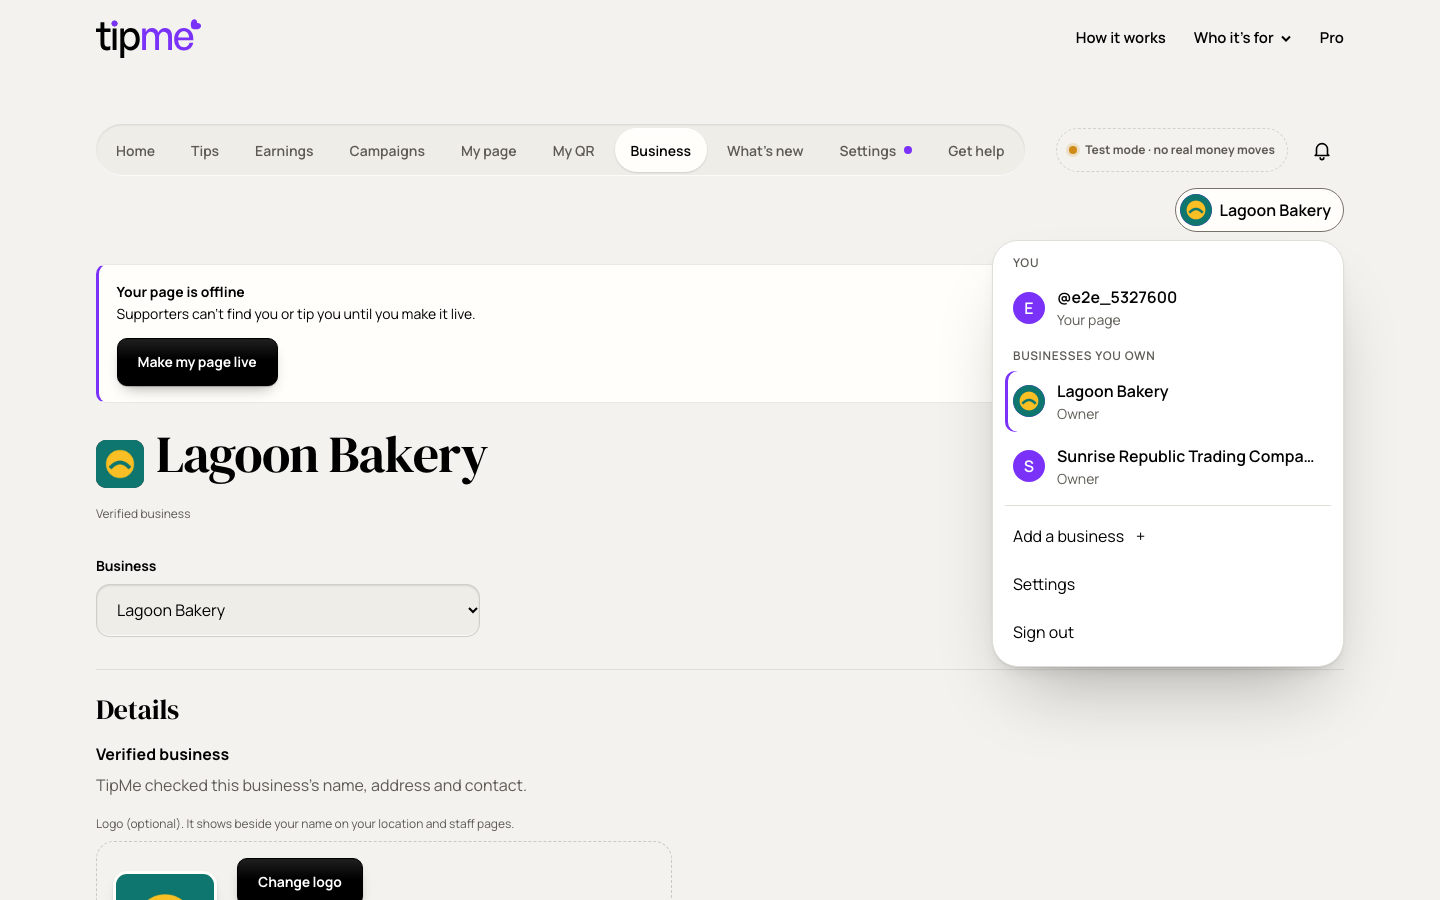 tipme
How it works
Who it's for
Pro
Home
Tips
Earnings
Campaigns
My page
My QR
Business
What's new
Settings
Get help
Test mode · no real money moves
Lagoon Bakery
YOU
E
@e2e_5327600
Your page
BUSINESSES YOU OWN
Lagoon Bakery
Owner
S
Sunrise Republic Trading Compa…
Owner
Add a business +
Settings
Sign out
Your page is offline
Supporters can't find you or tip you until you make it live.
Make my page live
Lagoon Bakery
Verified business
Business
Lagoon Bakery
Details
Verified business
TipMe checked this business's name, address and contact.
Logo (optional). It shows beside your name on your location and staff pages.
Change logo